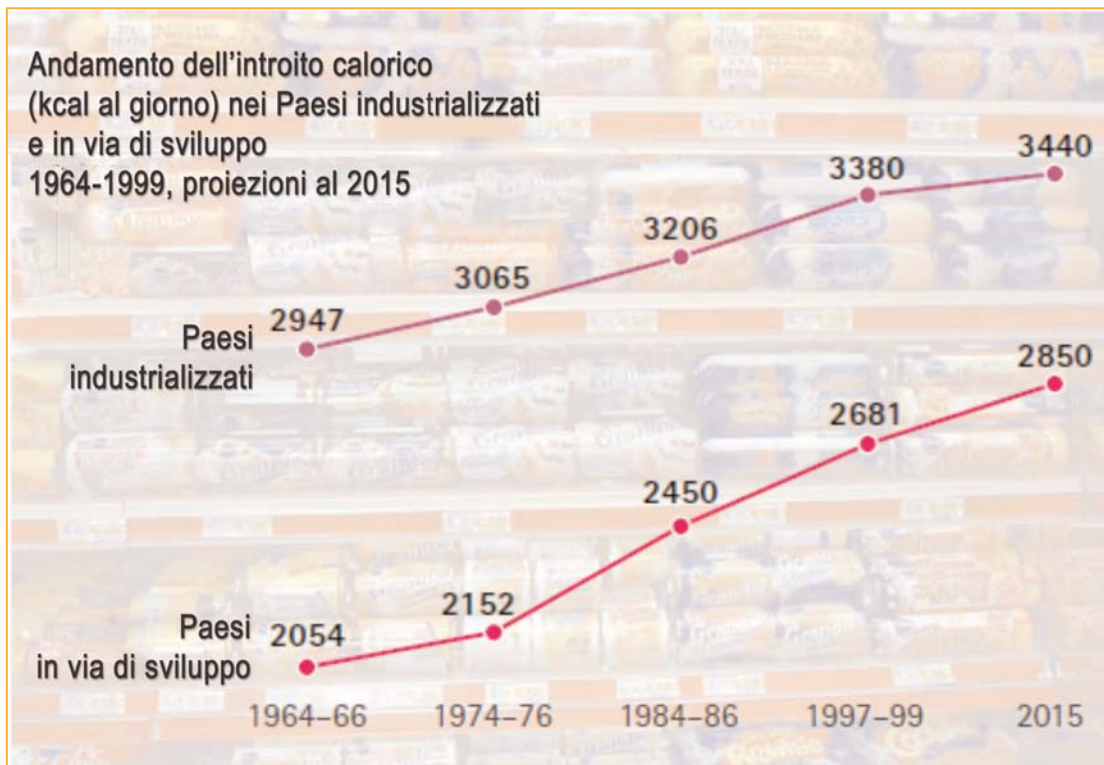 Andamento dell'introito calorico
(kcal al giorno) nei Paesi industrializzati
e in via di sviluppo
1964-1999, proiezioni al 2015
3440
3380
3206
3065
2947
Paesi
industrializzati
2850
2681
2450
2152
2054
Paesi
in via di sviluppo
1964–66 1974–76 1984–86 1997–99 2015